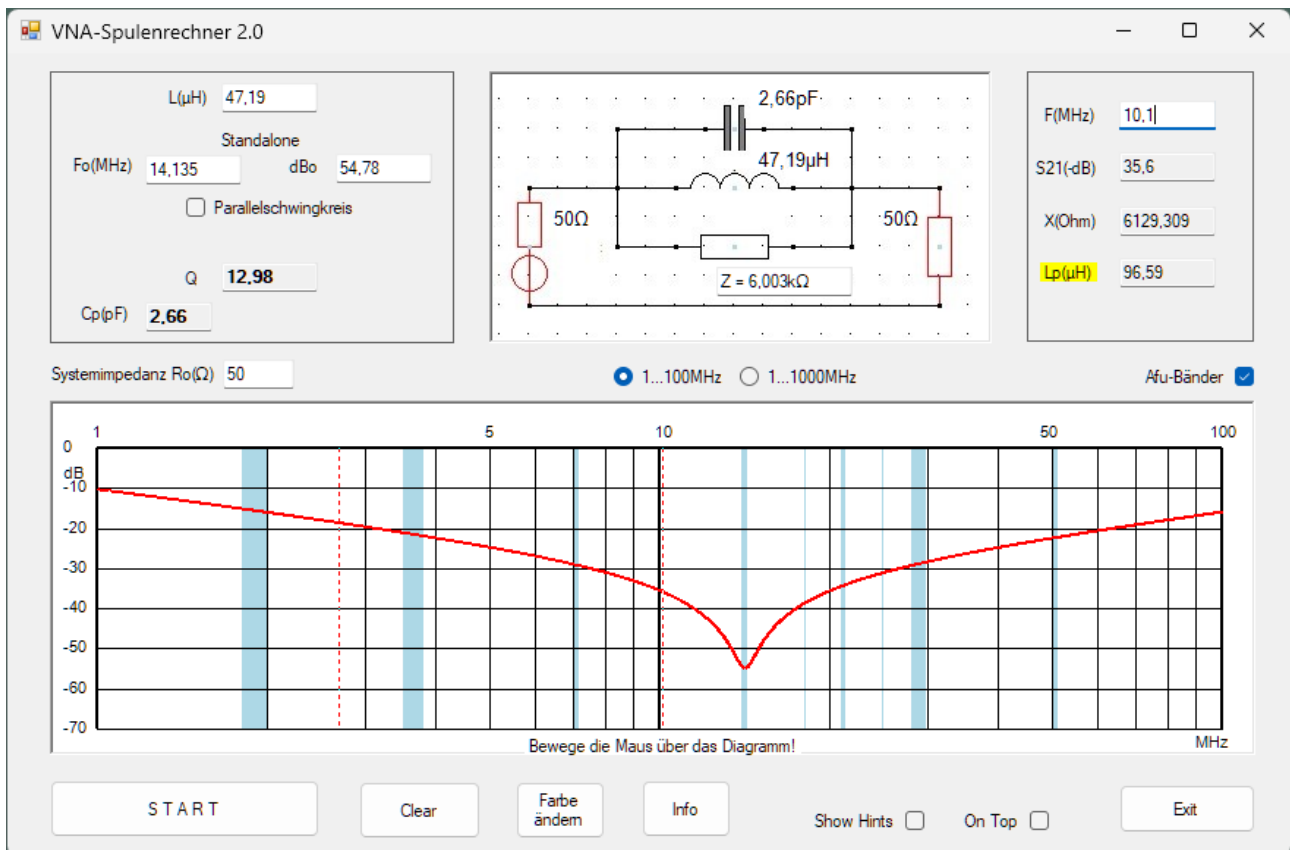 VNA-Spulenrechner 2.0
L(µH) 47,19
Standalone
Fo(MHz) 14,135 dBo 54,78
Parallelschwingkreis
Q 12,98
Cp(pF) 2,66
2,66pF
47,19µH
50Ω
50Ω
Z = 6,003kΩ
F(MHz) 10,1
S21(-dB) 35,6
X(Ohm) 6129,309
Lp(µH) 96,59
Systemimpedanz Ro(Ω) 50
1...100MHz 1...1000MHz
Afu-Bänder
1 5 10 50 100
0
dB
-10
-20
-30
-40
-50
-60
-70
Bewege die Maus über das Diagramm!
MHz
S T A R T
Clear
Farbe
ändern
Info
Show Hints
On Top
Exit